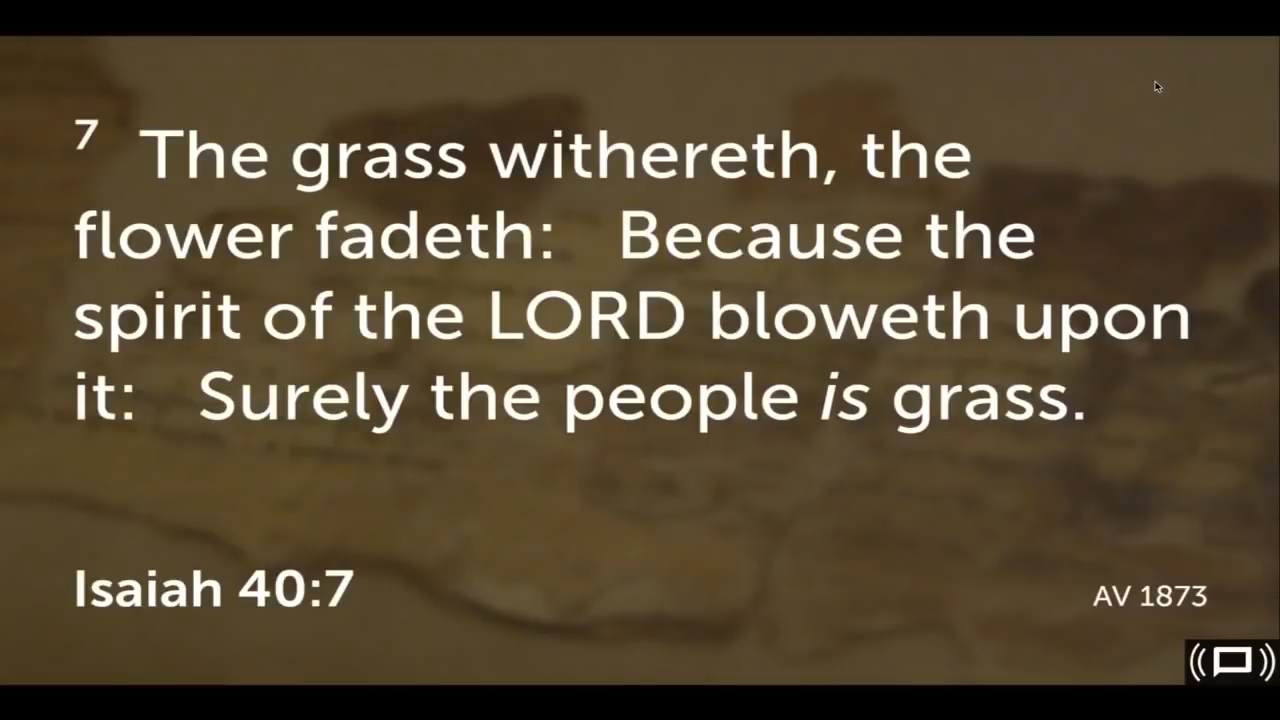 7 The grass withereth, the
flower fadeth: Because the
spirit of the LORD bloweth upon
it: Surely the people is grass.
Isaiah 40:7
AV 1873